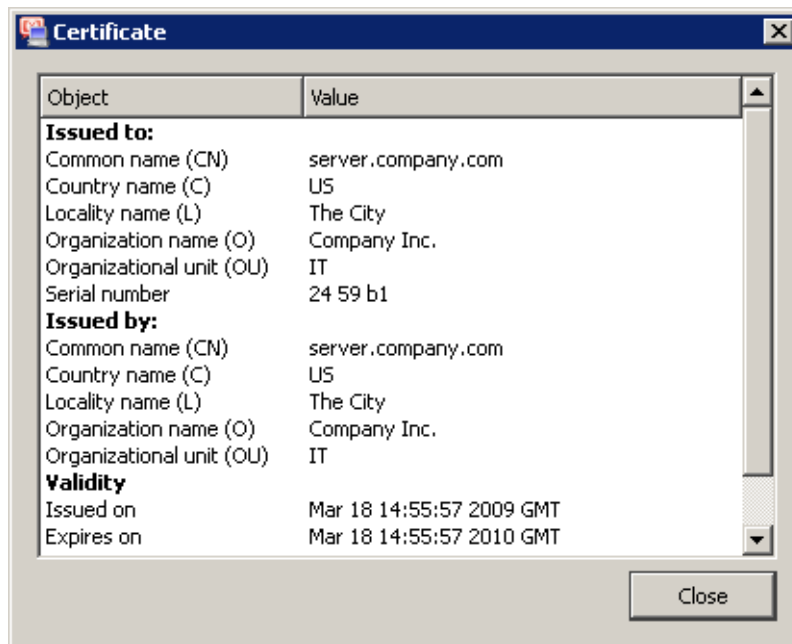 Certificate
Object Value
Issued to:
Common name (CN) server.company.com
Country name (C) US
Locality name (L) The City
Organization name (O) Company Inc.
Organizational unit (OU) IT
Serial number 24 59 b1
Issued by:
Common name (CN) server.company.com
Country name (C) US
Locality name (L) The City
Organization name (O) Company Inc.
Organizational unit (OU) IT
Validity
Issued on Mar 18 14:55:57 2009 GMT
Expires on Mar 18 14:55:57 2010 GMT
Close